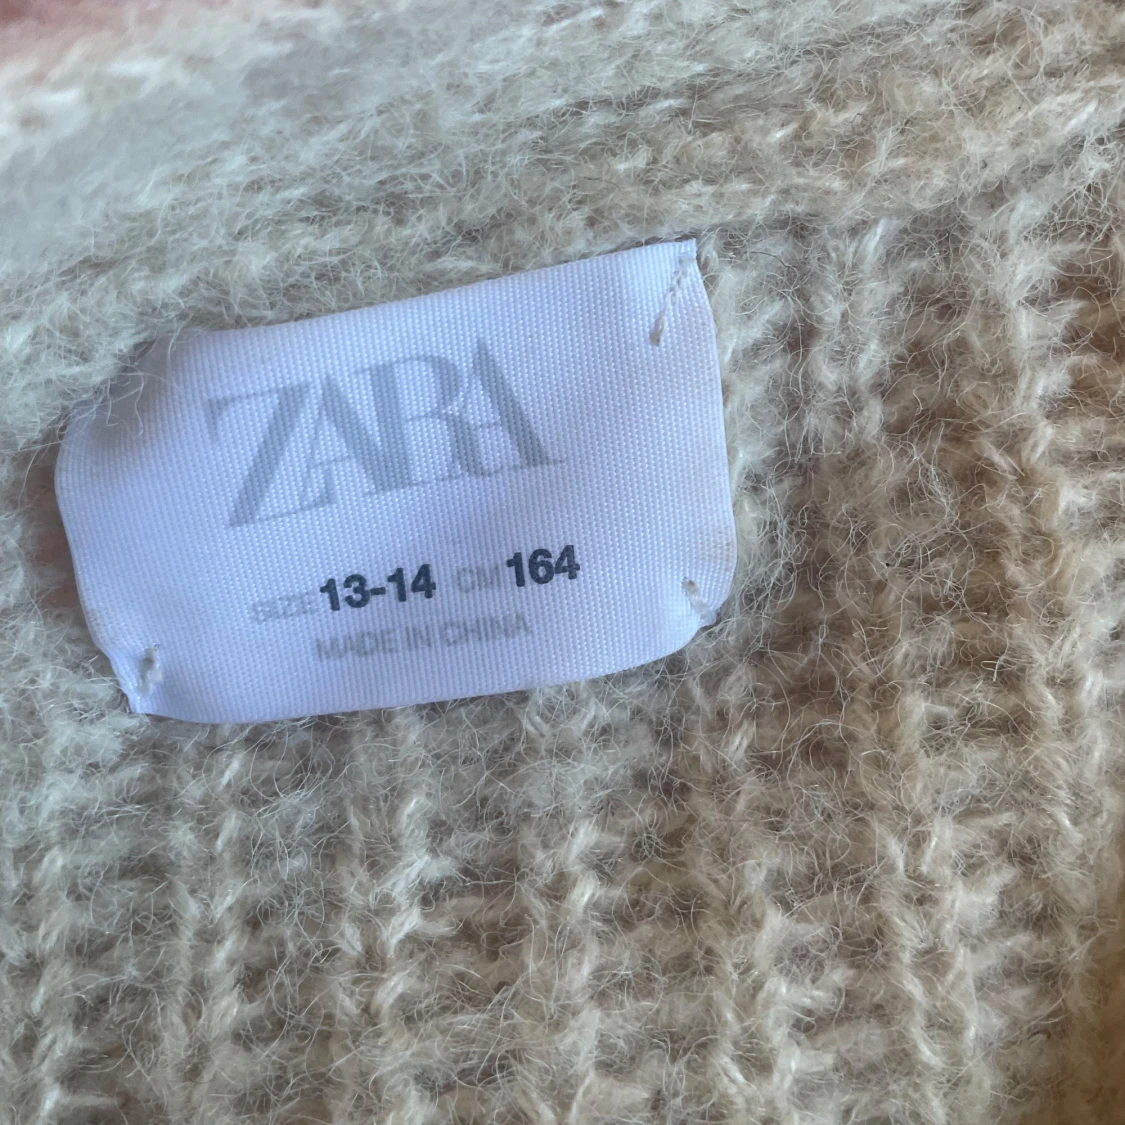 ZARA
SIZE 13-14 CM 164
MADE IN CHINA